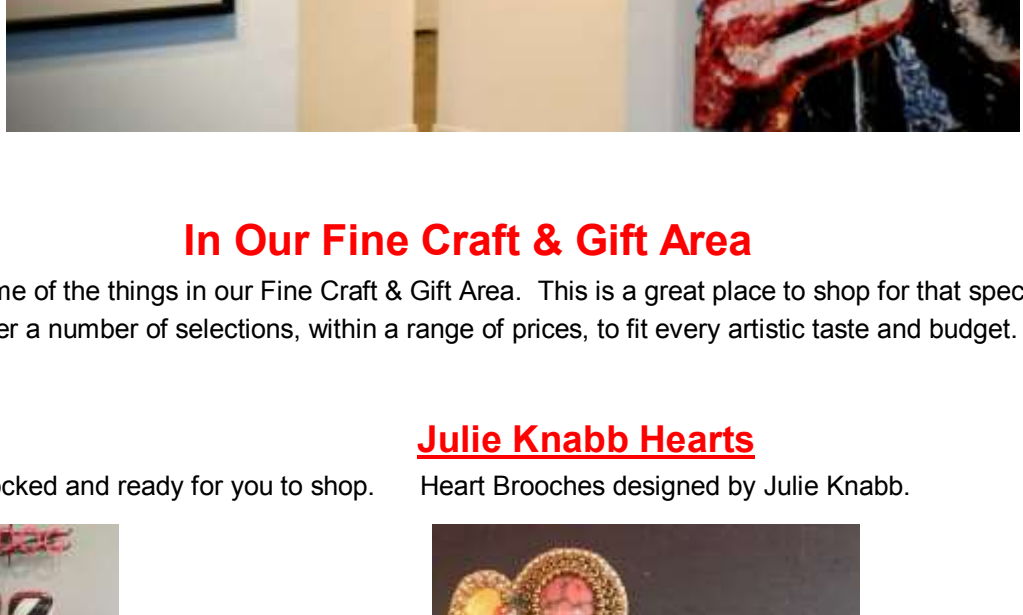 In Our Fine Craft & Gift Area
me of the things in our Fine Craft & Gift Area. This is a great place to shop for that spec
er a number of selections, within a range of prices, to fit every artistic taste and budget.
Julie Knabb Hearts
ocked and ready for you to shop.
Heart Brooches designed by Julie Knabb.
DOG